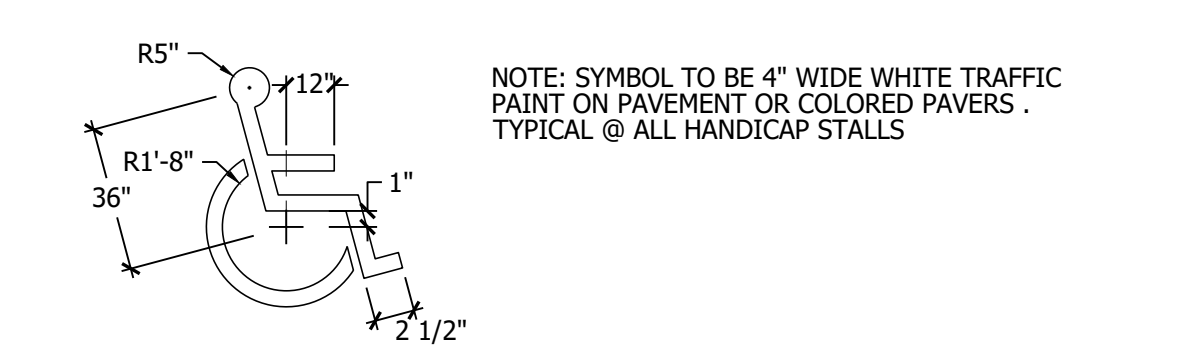 R5"
12"
NOTE: SYMBOL TO BE 4" WIDE WHITE TRAFFIC
PAINT ON PAVEMENT OR COLORED PAVERS .
TYPICAL @ ALL HANDICAP STALLS
R1'-8"
1"
36"
2 1/2"